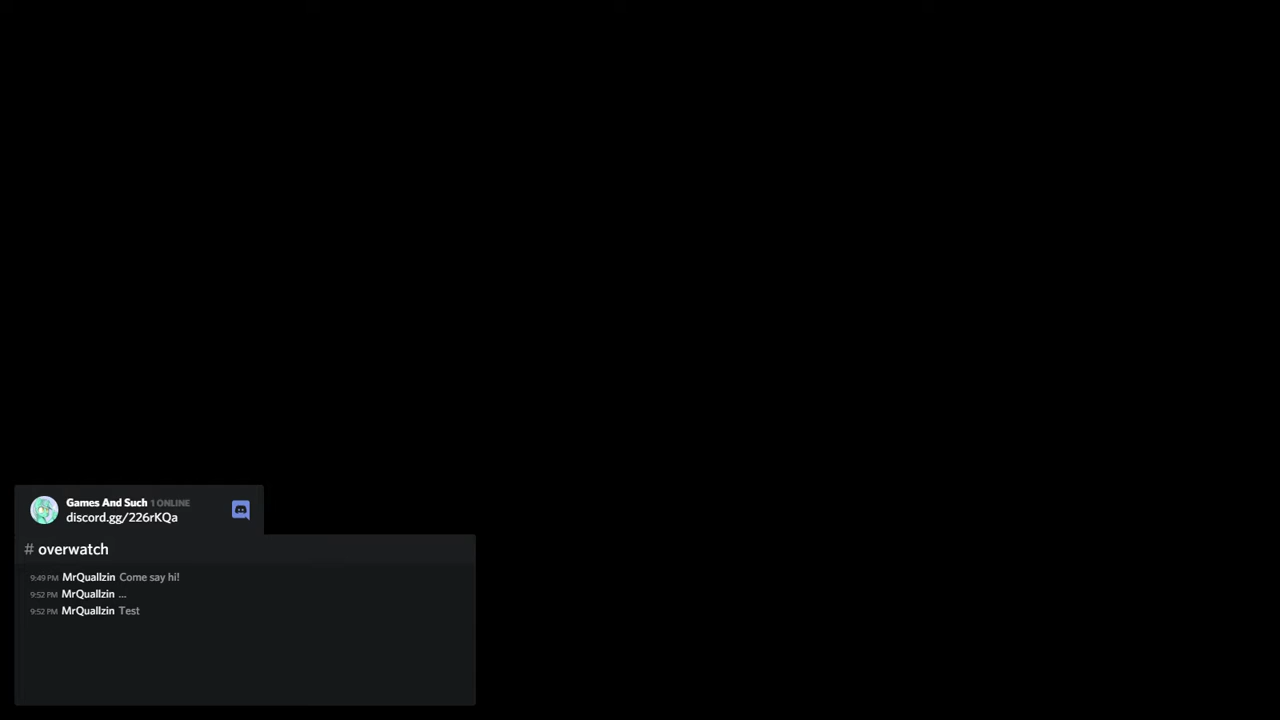 Games And Such 1 ONLINE
discord.gg/226rKQa
# overwatch
9:49 PM MrQuallzin Come say hi!
9:52 PM MrQuallzin ...
9:52 PM MrQuallzin Test